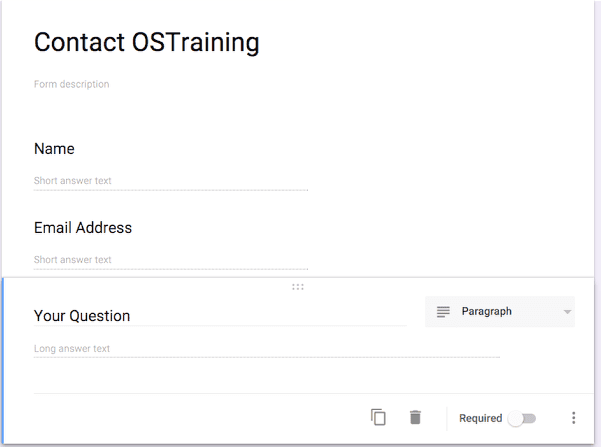 Contact OSTraining
Form description
Name
Short answer text
Email Address
Short answer text
Your Question
Paragraph
Long answer text
Required